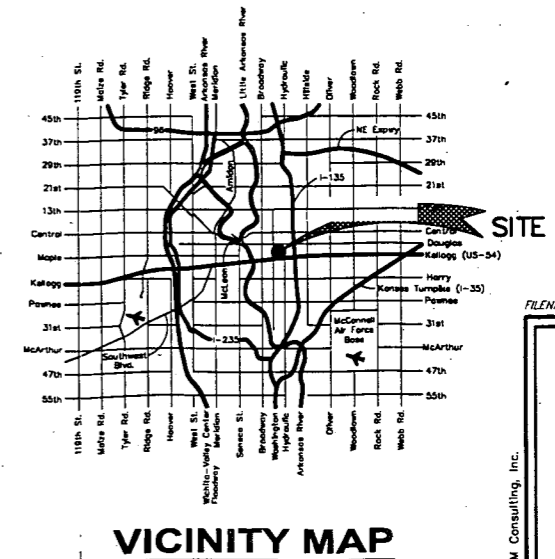 119th St.
Maize Rd.
Tyler Rd.
Ridge Rd.
Hoover
West St.
Arkansas River
Meridian
Little Arkansas River
Broadway
Hydraulic
Hillside
Oliver
Woodlawn
Rock Rd.
Webb Rd.
45th
45th
96
NE Expwy
37th
37th
29th
29th
Amidon
I-135
21st
21st
13th
SITE
Central
Central
Douglas
Maple
Kellogg (US-54)
Kellogg
McLean
Harry
Kansas Turnpike (I-35)
Pawnee
Pawnee
31st
McConnell
Air Force
Base
31st
I-235
McArthur
McArthur
Southwest
Blvd.
47th
47th
55th
55th
119th St.
Maize Rd.
Tyler Rd.
Ridge Rd.
Hoover
West St.
Wichita-Valley Center
Floodway
Meridian
Seneca St.
Broadway
Washington
Hydraulic
Arkansas River
Oliver
Woodlawn
Rock Rd.
Webb Rd.
VICINITY MAP
FILEN
M Consulting, Inc.